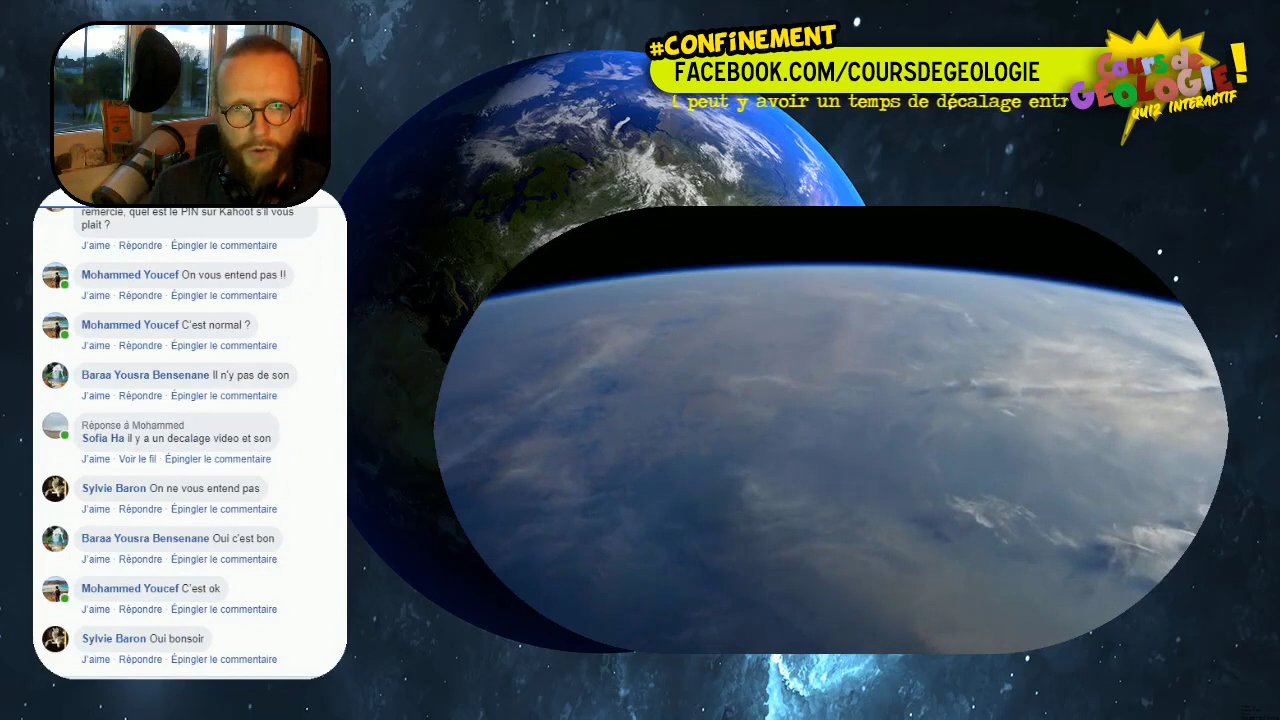 #CONFINEMENT
FACEBOOK.COM/COURSDEGEOLOGIE
peut y avoir un temps de décalage entr
Cours de
GEOLOGIE!
QUIZ INTERACTIF
remercie, quel est le PIN sur Kahoot s'il vous
plait ?
J'aime · Répondre · Épingler le commentaire
Mohammed Youcef On vous entend pas !!
J'aime · Répondre · Épingler le commentaire
Mohammed Youcef C'est normal ?
J'aime · Répondre · Épingler le commentaire
Baraa Yousra Bensenane Il n'y pas de son
J'aime · Répondre · Épingler le commentaire
Réponse à Mohammed
Sofia Ha il y a un decalage video et son
J'aime · Voir le fil · Épingler le commentaire
Sylvie Baron On ne vous entend pas
J'aime · Répondre · Épingler le commentaire
Baraa Yousra Bensenane Oui c'est bon
J'aime · Répondre · Épingler le commentaire
Mohammed Youcef C'est ok
J'aime · Répondre · Épingler le commentaire
Sylvie Baron Oui bonsoir
J'aime · Répondre · Épingler le commentaire